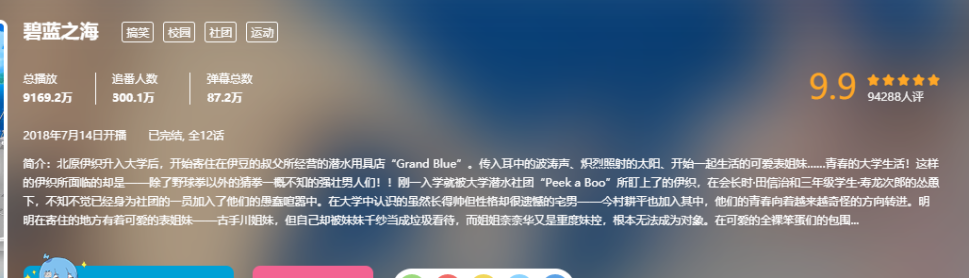 碧蓝之海 搞笑 校园 社团 运动
总播放 追番人数 弹幕总数
9169.2万 300.1万 87.2万
9.9
94288人评
2018年7月14日开播 已完结, 全12话
简介：北原伊织升入大学后，开始寄住在伊豆的叔父所经营的潜水用具店“Grand Blue”。传入耳中的波涛声、炽烈照射的太阳、开始一起生活的可爱表姐妹……青春的大学生活！这样
的伊织所面临的却是——除了野球拳以外的猜拳一概不知的强壮男人们！！刚一入学就被大学潜水社团“Peek a Boo”所盯上了的伊织，在会长时·田信治和三年级学生·寿龙次郎的怂恿
下，不知不觉已经身为社团的一员加入了他们的愚蠢喧嚣中。在大学中认识的虽然长得帅但性格却很遗憾的宅男——今村耕平也加入其中，他们的青春向着越来越奇怪的方向转进。明
明在寄住的地方有着可爱的表姐妹——古手川姐妹，但自己却被妹妹千纱当成垃圾看待，而姐姐奈奈华又是重度妹控，根本无法成为对象。在可爱的全裸笨蛋们的包围...